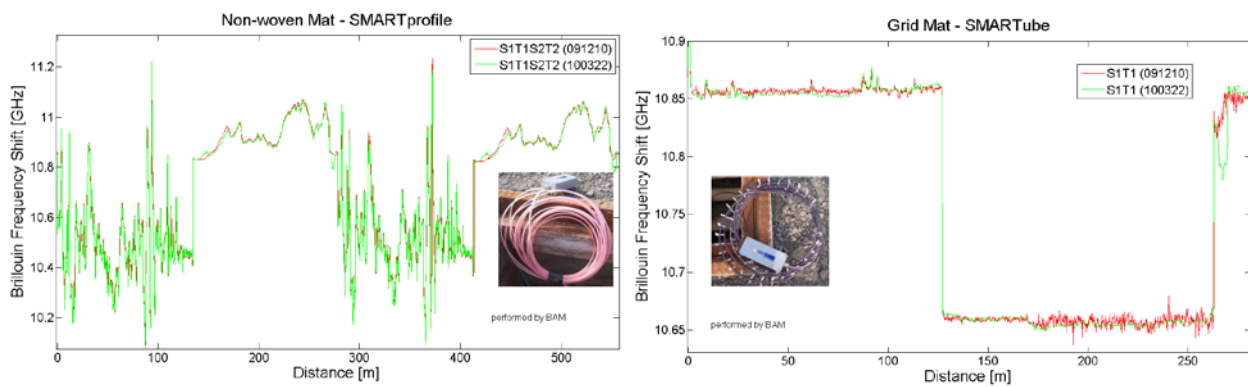 Non-woven Mat - SMARTprofile
S1T1S2T2 (091210)
S1T1S2T2 (100322)
11.2
11
10.8
10.6
10.4
10.2
Brillouin Frequency Shift [GHz]
performed by BAM
0
100
200
300
400
500
Distance [m]
Grid Mat - SMARTube
S1T1 (091210)
S1T1 (100322)
10.9
10.85
10.8
10.75
10.7
10.65
Brillouin Frequency Shift [GHz]
performed by BAM
0
50
100
150
200
250
Distance [m]